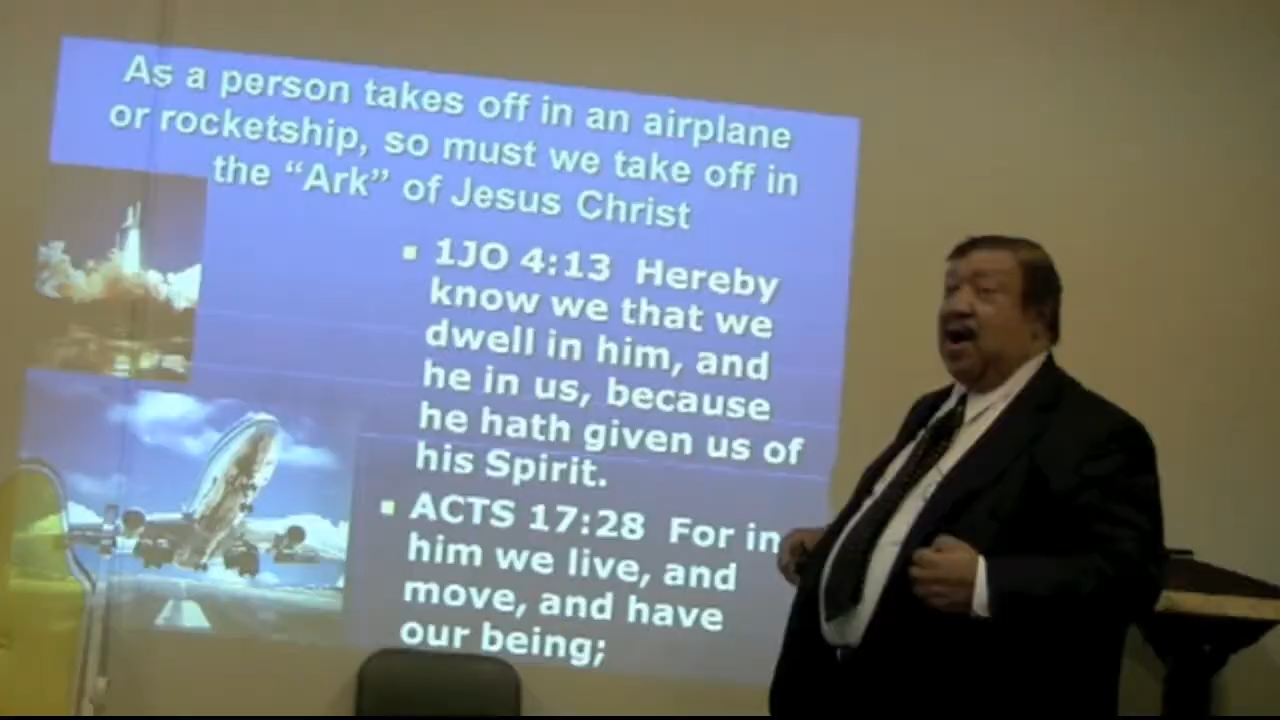 As a person takes off in an airplane
or rocketship, so must we take off in
the “Ark” of Jesus Christ
▪ 1JO 4:13 Hereby
know we that we
dwell in him, and
he in us, because
he hath given us of
his Spirit.
▪ ACTS 17:28 For in
him we live, and
move, and have
our being;